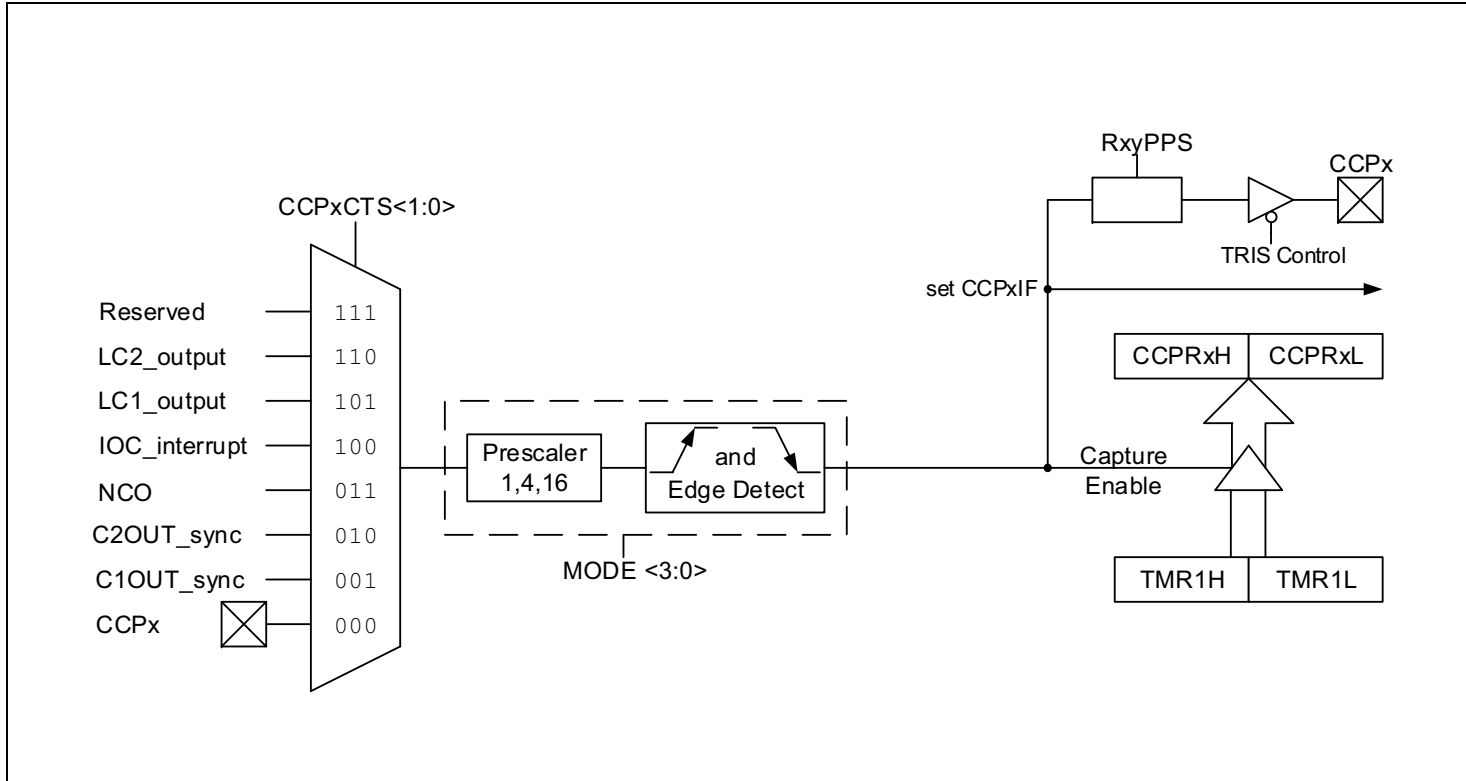 RxyPPS
CCPx
CCPxCTS<1:0>
TRIS Control
set CCPxIF
Reserved 111
LC2_output 110
CCPRxH CCPRxL
LC1_output 101
IOC_interrupt 100
Prescaler
1,4,16
and
Edge Detect
Capture
Enable
NCO 011
C2OUT_sync 010
MODE <3:0>
C1OUT_sync 001
TMR1H TMR1L
CCPx 000